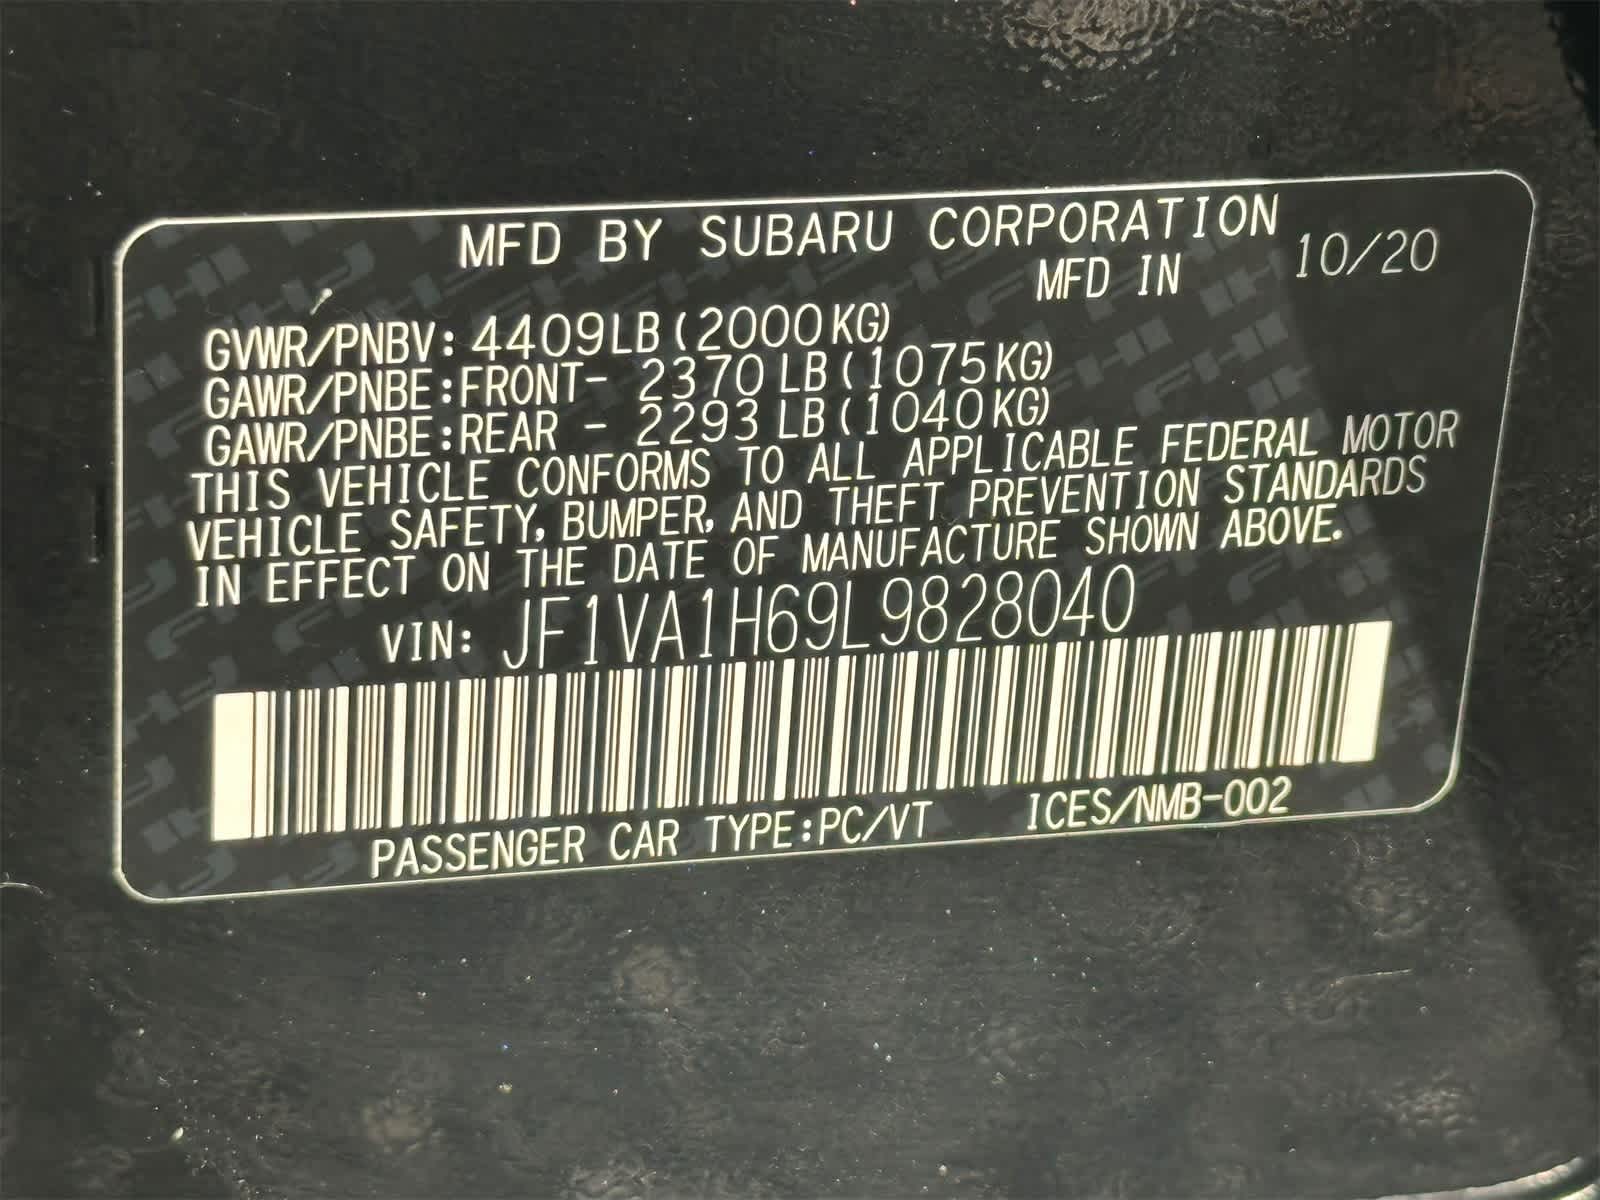 MFD BY SUBARU CORPORATION
MFD IN 10/20
GVWR/PNBV: 4409LB(2000KG)
GAWR/PNBE:FRONT- 2370LB(1075KG)
GAWR/PNBE:REAR - 2293LB(1040KG)
THIS VEHICLE CONFORMS TO ALL APPLICABLE FEDERAL MOTOR
VEHICLE SAFETY, BUMPER, AND THEFT PREVENTION STANDARDS
IN EFFECT ON THE DATE OF MANUFACTURE SHOWN ABOVE.
VIN: JF1VA1H69L9828040
PASSENGER CAR TYPE:PC/VT ICES/NMB-002